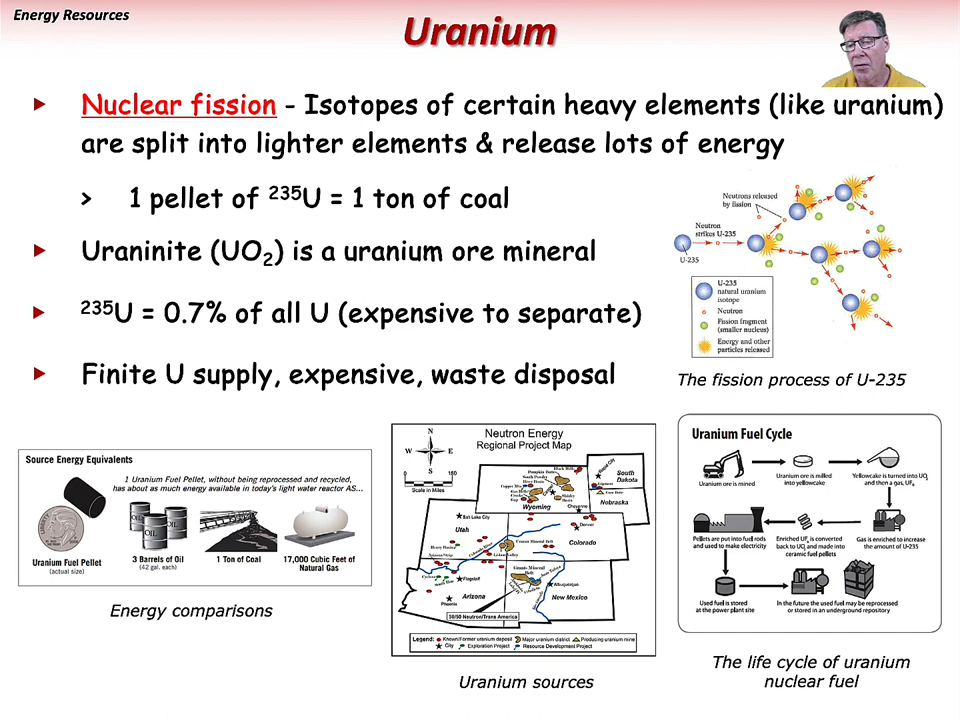 Energy Resources
Uranium
Nuclear fission - Isotopes of certain heavy elements (like uranium)
are split into lighter elements & release lots of energy
> 1 pellet of ²³⁵U = 1 ton of coal
Uraninite (UO₂) is a uranium ore mineral
²³⁵U = 0.7% of all U (expensive to separate)
Finite U supply, expensive, waste disposal
Neutrons released
by fission
Neutron
strikes U-235
U-235
U-235
natural uranium
isotope
Neutron
Fission fragment
(smaller nucleus)
Energy and other
particles released
The fission process of U-235
Source Energy Equivalents
1 Uranium Fuel Pellet, without being reprocessed and recycled,
has about as much energy available in today's light water reactor AS...
OIL
OIL
OIL
Uranium Fuel Pellet
(actual size)
3 Barrels of Oil
(42 gal, each)
1 Ton of Coal
17,000 Cubic Feet of
Natural Gas
Energy comparisons
Neutron Energy
Regional Project Map
N
W
E
S
Scale in Miles
Rapid City
South
Dakota
Nebraska
Wyoming
Cheyenne
Salt Lake City
Utah
Denver
Colorado
Flagstaff
Arizona
Phoenix
Albuquerque
New Mexico
50/50 Neutron/Trans America
Legend:
Known/Former uranium deposit
Major uranium district
Producing uranium mine
City
Exploration Project
Resource Development Project
Uranium sources
Uranium Fuel Cycle
Uranium ore is mined
Uranium ore is milled
into yellowcake
Yellowcake is turned into UO₂
and then a gas, UF₆
Pellets are put into fuel rods
and used to make electricity
Enriched UF₆ is converted
back to UO₂ and made into
ceramic fuel pellets
Gas is enriched to increase
the amount of U-235
Used fuel is stored
at the power plant site
In the future the used fuel may be reprocessed
or stored in an underground repository
The life cycle of uranium
nuclear fuel